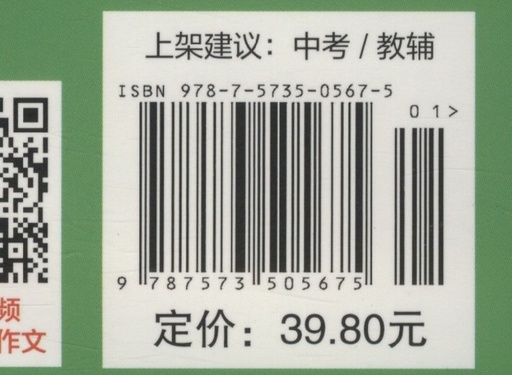 上架建议：中考 / 教辅
ISBN 978-7-5735-0567-5
01>
9 787573 505675
定价：39.80元
频
作文